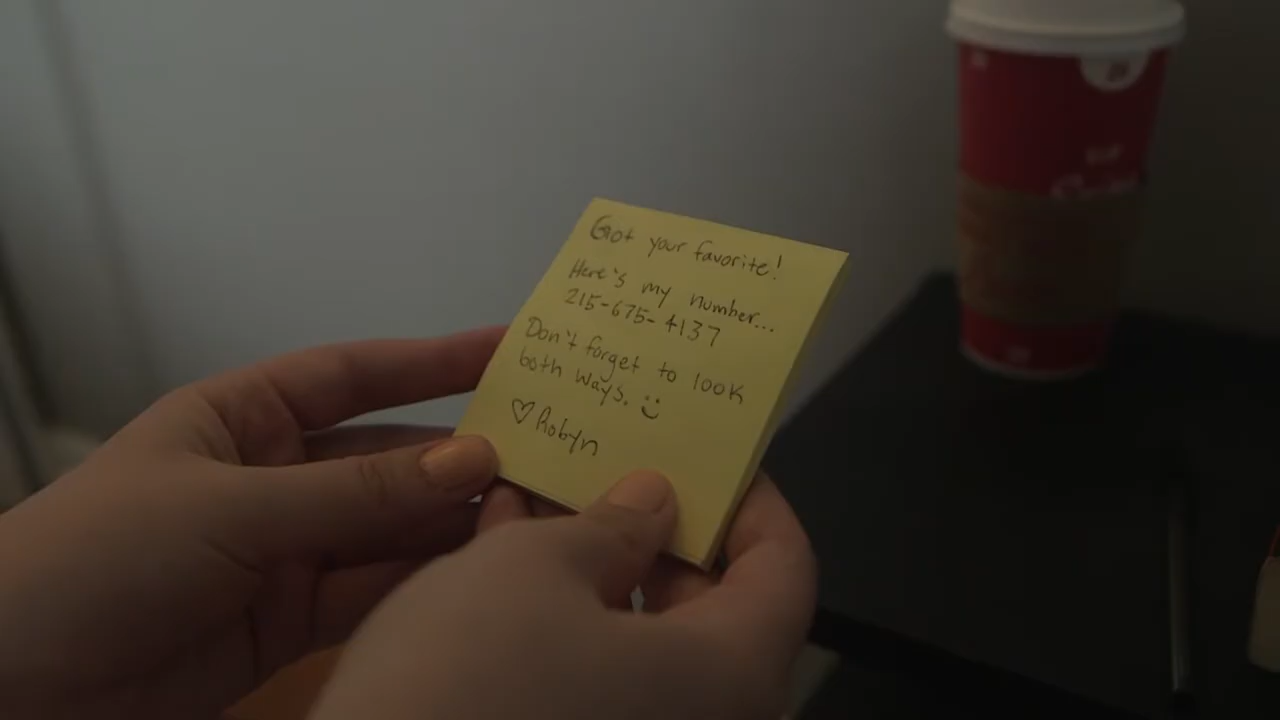 Got your favorite!
Here's my number...
215-675-4137
Don't forget to look
both ways. :)
♡ Robyn